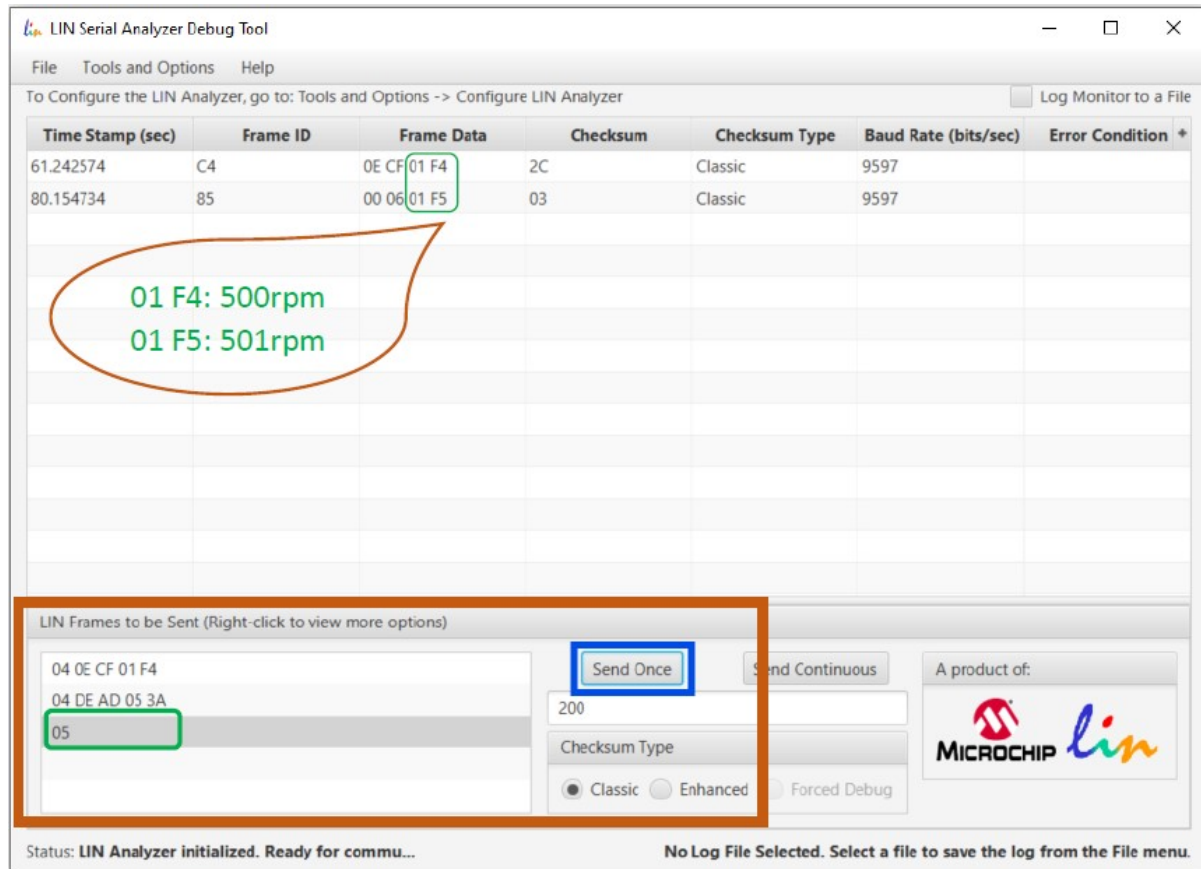 lin LIN Serial Analyzer Debug Tool
File Tools and Options Help
To Configure the LIN Analyzer, go to: Tools and Options -> Configure LIN Analyzer Log Monitor to a File
Time Stamp (sec) Frame ID Frame Data Checksum Checksum Type Baud Rate (bits/sec) Error Condition +
61.242574 C4 0E CF 01 F4 2C Classic 9597
80.154734 85 00 06 01 F5 03 Classic 9597
01 F4: 500rpm
01 F5: 501rpm
LIN Frames to be Sent (Right-click to view more options)
04 0E CF 01 F4
04 DE AD 05 3A
05
Send Once Send Continuous
200
Checksum Type
Classic Enhanced Forced Debug
A product of:
MICROCHIP lin
Status: LIN Analyzer initialized. Ready for commu... No Log File Selected. Select a file to save the log from the File menu.